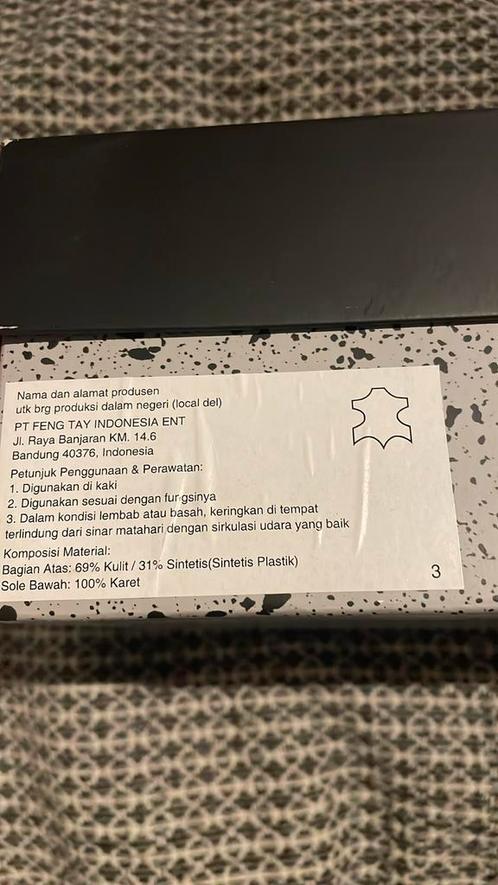 Nama dan alamat produsen
utk brg produksi dalam negeri (local del)
PT FENG TAY INDONESIA ENT
Jl. Raya Banjaran KM. 14.6
Bandung 40376, Indonesia
Petunjuk Penggunaan & Perawatan:
1. Digunakan di kaki
2. Digunakan sesuai dengan fungsinya
3. Dalam kondisi lembab atau basah, keringkan di tempat
terlindung dari sinar matahari dengan sirkulasi udara yang baik
Komposisi Material:
Bagian Atas: 69% Kulit / 31% Sintetis(Sintetis Plastik)
Sole Bawah: 100% Karet
3